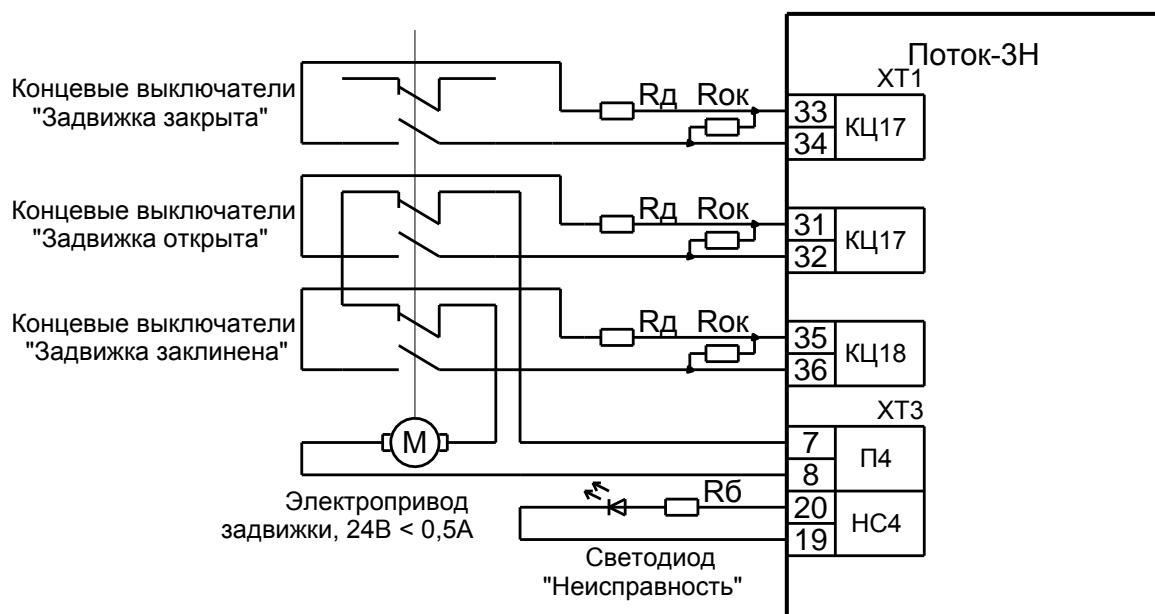 Поток-3Н
XT1
Концевые выключатели
"Задвижка закрыта"
Rд Rок
33
34
КЦ17
Концевые выключатели
"Задвижка открыта"
Rд Rок
31
32
КЦ17
Концевые выключатели
"Задвижка заклинена"
Rд Rок
35
36
КЦ18
XT3
М
7
8
П4
Электропривод
задвижки, 24В < 0,5А
Rб
20
19
НС4
Светодиод
"Неисправность"